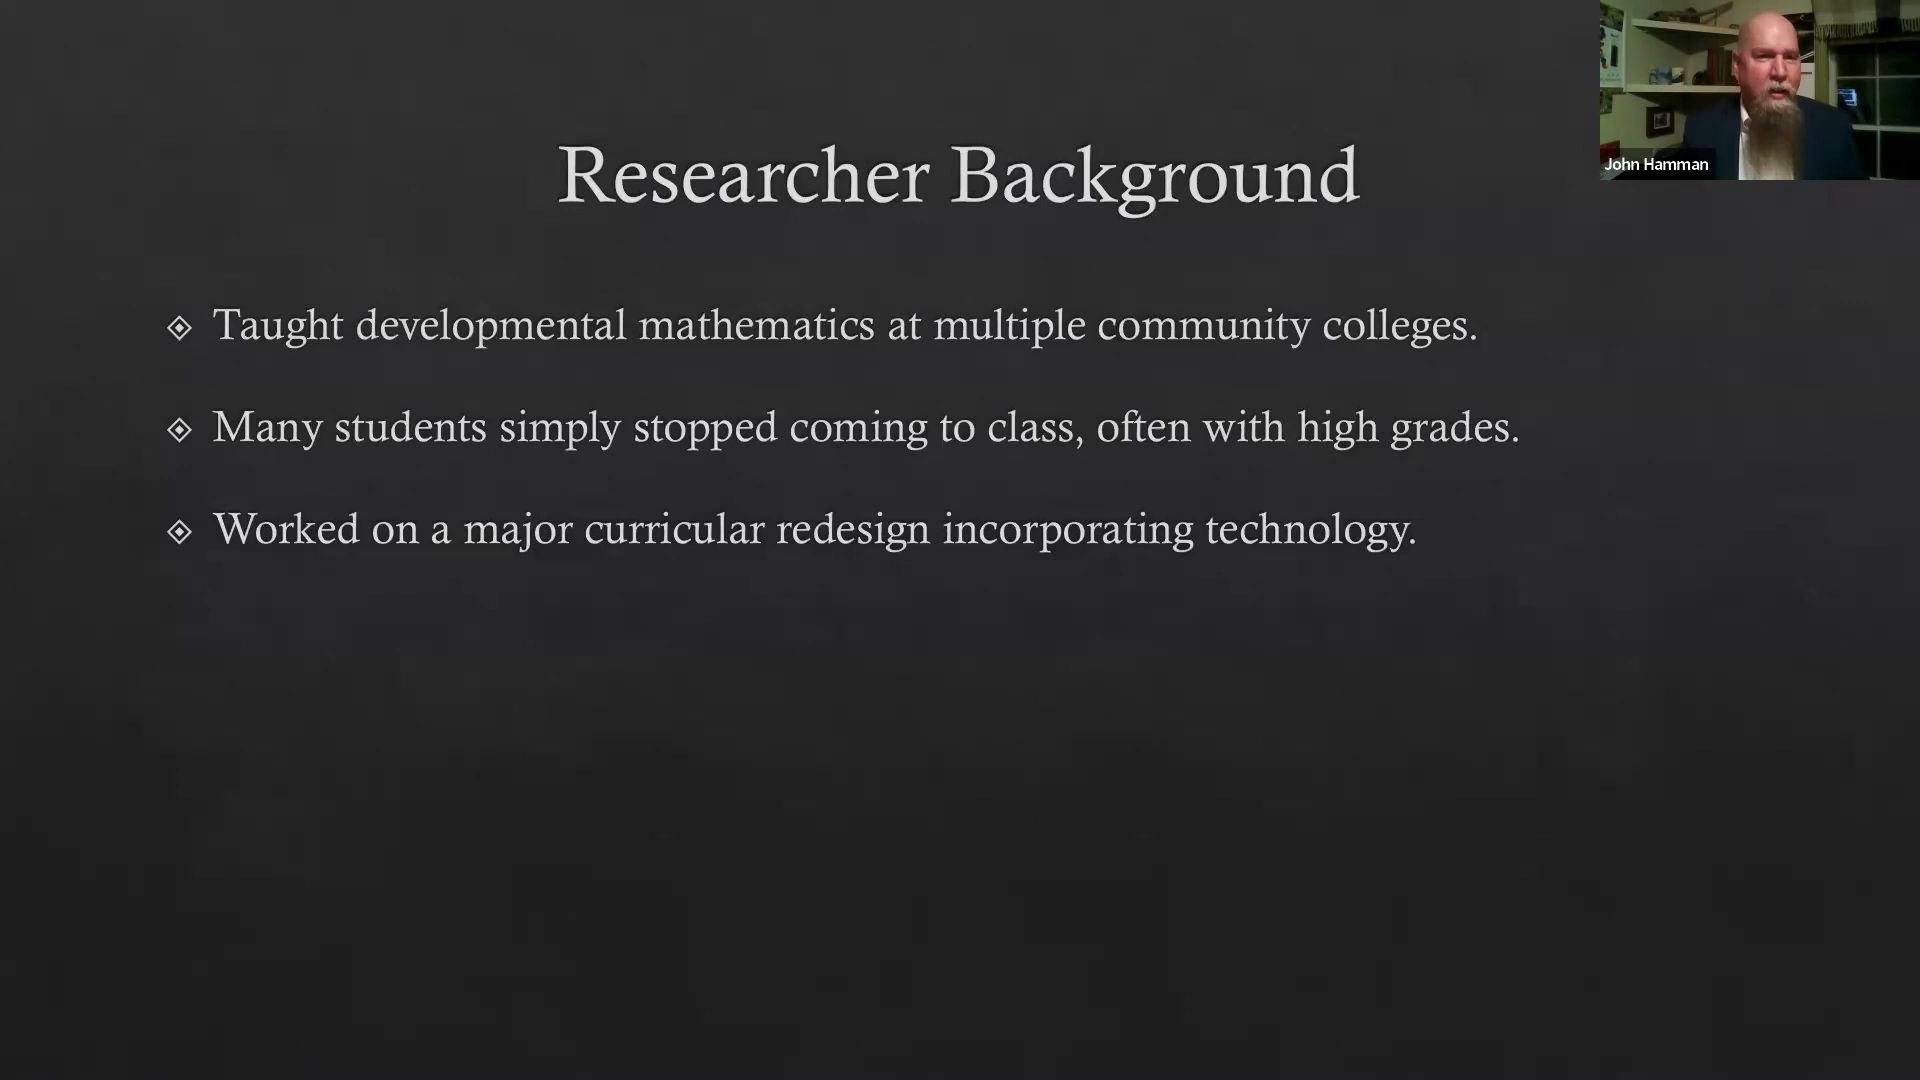 Researcher Background
Taught developmental mathematics at multiple community colleges.
Many students simply stopped coming to class, often with high grades.
Worked on a major curricular redesign incorporating technology.
John Hamman